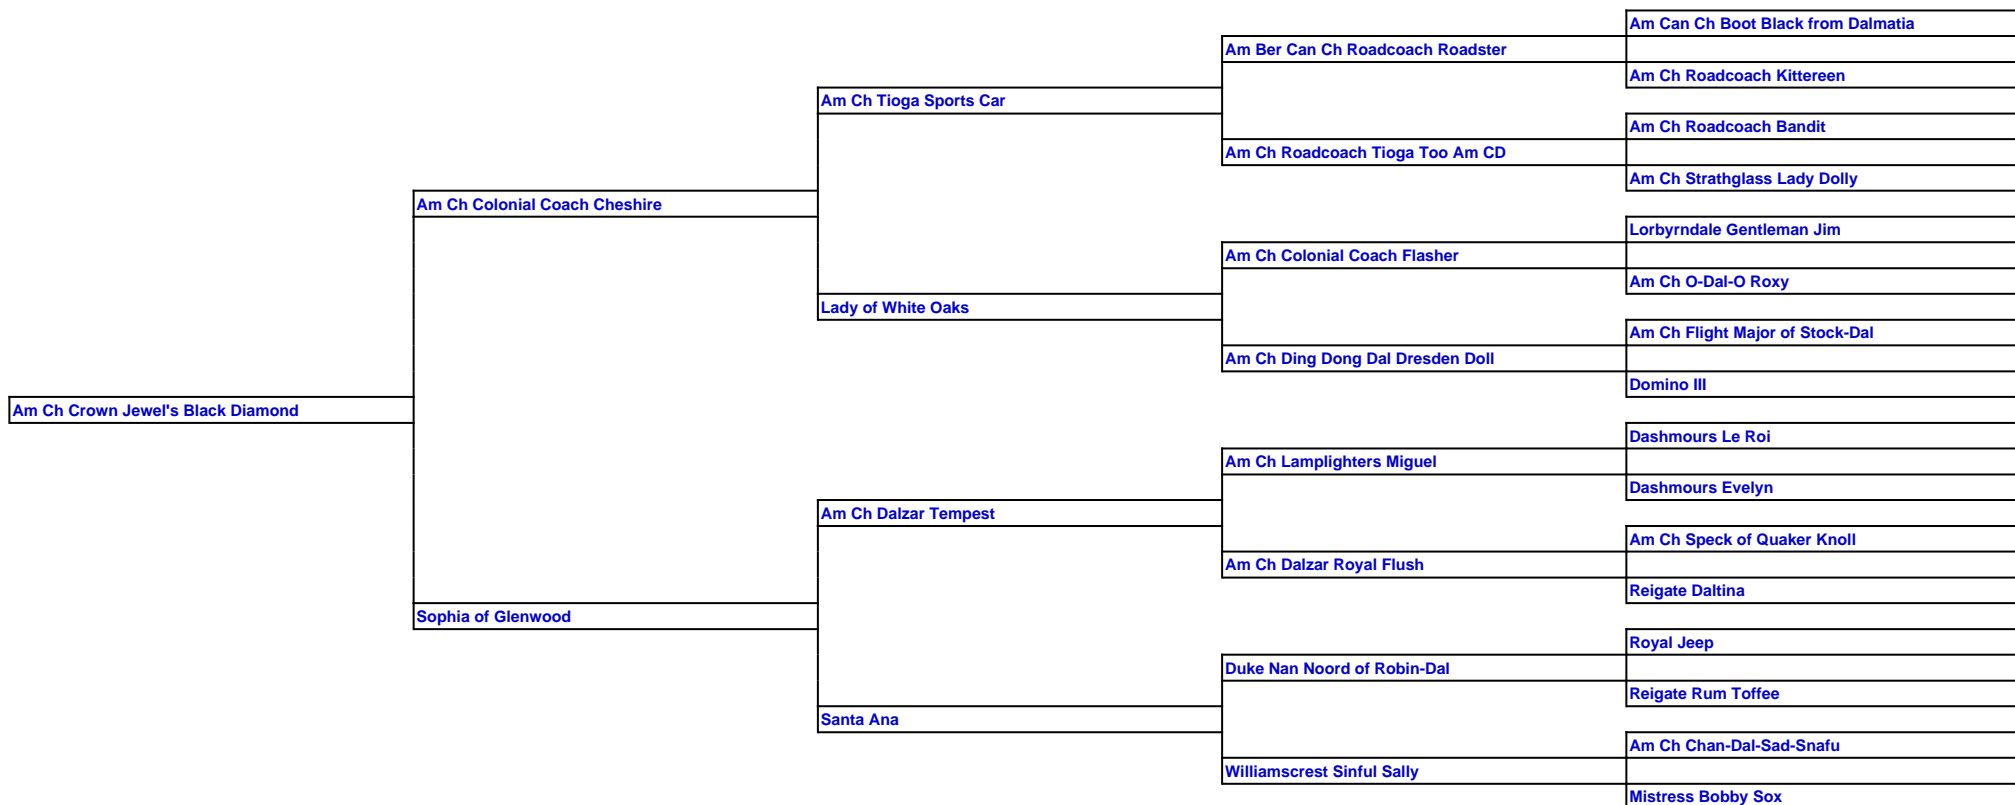 Am Can Ch Boot Black from Dalmatia
Am Ber Can Ch Roadcoach Roadster
Am Ch Roadcoach Kittereen
Am Ch Tioga Sports Car
Am Ch Roadcoach Bandit
Am Ch Roadcoach Tioga Too Am CD
Am Ch Strathglass Lady Dolly
Am Ch Colonial Coach Cheshire
Lorbyrndale Gentleman Jim
Am Ch Colonial Coach Flasher
Am Ch O-Dal-O Roxy
Lady of White Oaks
Am Ch Flight Major of Stock-Dal
Am Ch Ding Dong Dal Dresden Doll
Domino III
Am Ch Crown Jewel's Black Diamond
Dashmours Le Roi
Am Ch Lamplighters Miguel
Dashmours Evelyn
Am Ch Dalzar Tempest
Am Ch Speck of Quaker Knoll
Am Ch Dalzar Royal Flush
Reigate Daltina
Sophia of Glenwood
Royal Jeep
Duke Nan Noord of Robin-Dal
Reigate Rum Toffee
Santa Ana
Am Ch Chan-Dal-Sad-Snafu
Williamscrest Sinful Sally
Mistress Bobby Sox